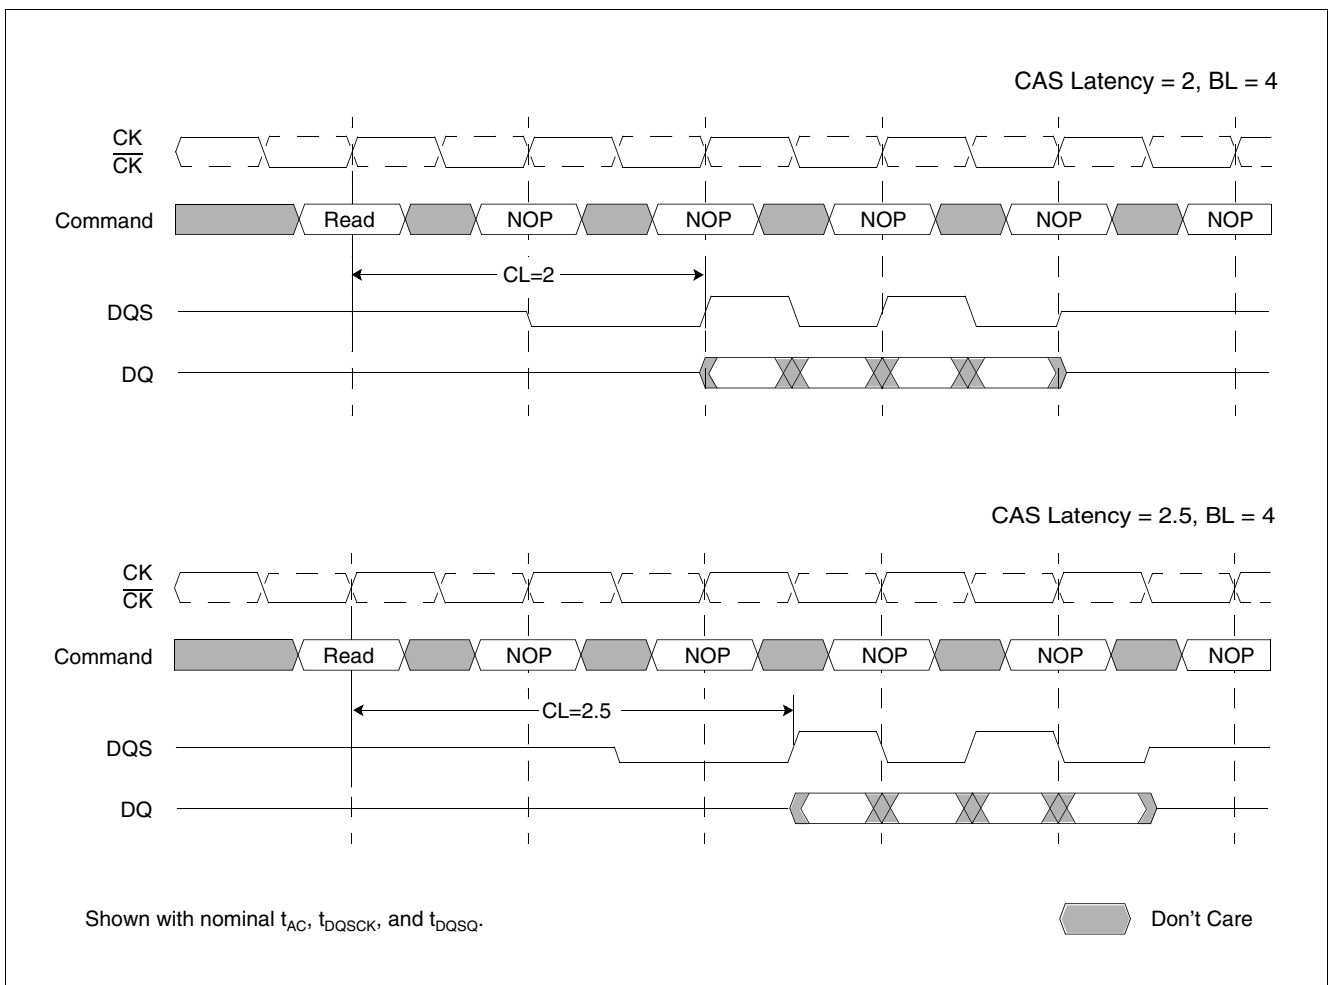 CAS Latency = 2, BL = 4
CK
CK
Command
Read NOP NOP NOP NOP NOP
CL=2
DQS
DQ
CAS Latency = 2.5, BL = 4
CK
CK
Command
Read NOP NOP NOP NOP NOP
CL=2.5
DQS
DQ
Shown with nominal tAC, tDQSCK, and tDQSQ.
Don't Care